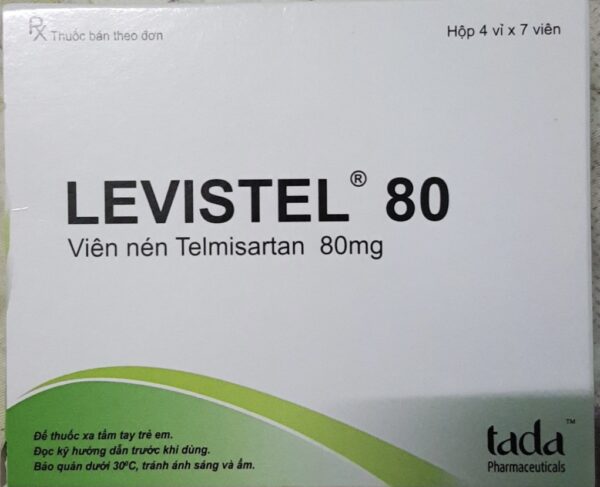 Rx Thuốc bán theo đơn
Hộp 4 vỉ x 7 viên
LEVISTEL® 80
Viên nén Telmisartan 80mg
Để thuốc xa tầm tay trẻ em.
Đọc kỹ hướng dẫn trước khi dùng.
Bảo quản dưới 30⁰C, tránh ánh sáng và ẩm.
tada™
Pharmaceuticals